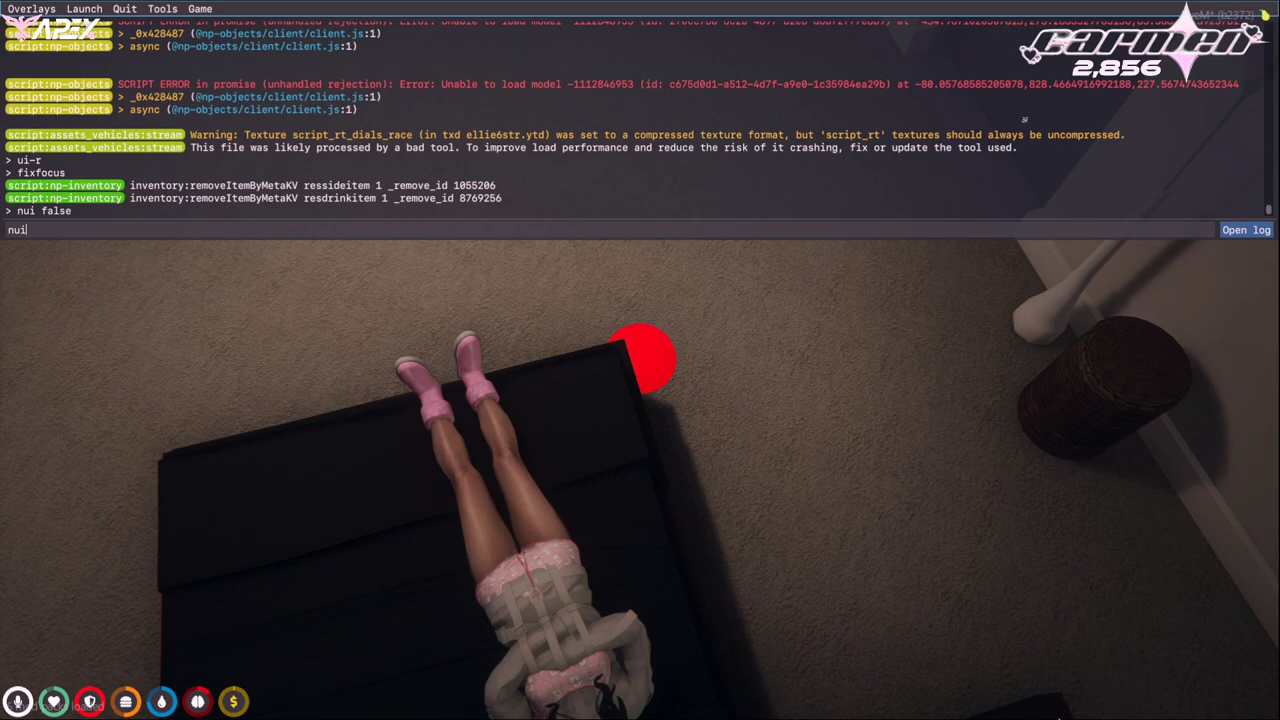 Overlays Launch Quit Tools Game
APEX
carmen
2,856
script:np-objects > _0x428487 (@np-objects/client/client.js:1)
script:np-objects > async (@np-objects/client/client.js:1)
script:np-objects SCRIPT ERROR in promise (unhandled rejection): Error: Unable to load model -1112846953 (id: c675d0d1-a512-4d7f-a9e0-1c35984ea29b) at -80.05768585205078,828.4664916992188,227.5674743652344
script:np-objects > _0x428487 (@np-objects/client/client.js:1)
script:np-objects > async (@np-objects/client/client.js:1)
script:assets_vehicles:stream Warning: Texture script_rt_dials_race (in txd ellie6str.ytd) was set to a compressed texture format, but 'script_rt' textures should always be uncompressed.
script:assets_vehicles:stream This file was likely processed by a bad tool. To improve load performance and reduce the risk of it crashing, fix or update the tool used.
> ui-r
> fixfocus
script:np-inventory inventory:removeItemByMetaKV ressideitem 1 _remove_id 1055206
script:np-inventory inventory:removeItemByMetaKV resdrinkitem 1 _remove_id 8769256
> nui false
nui
Open log